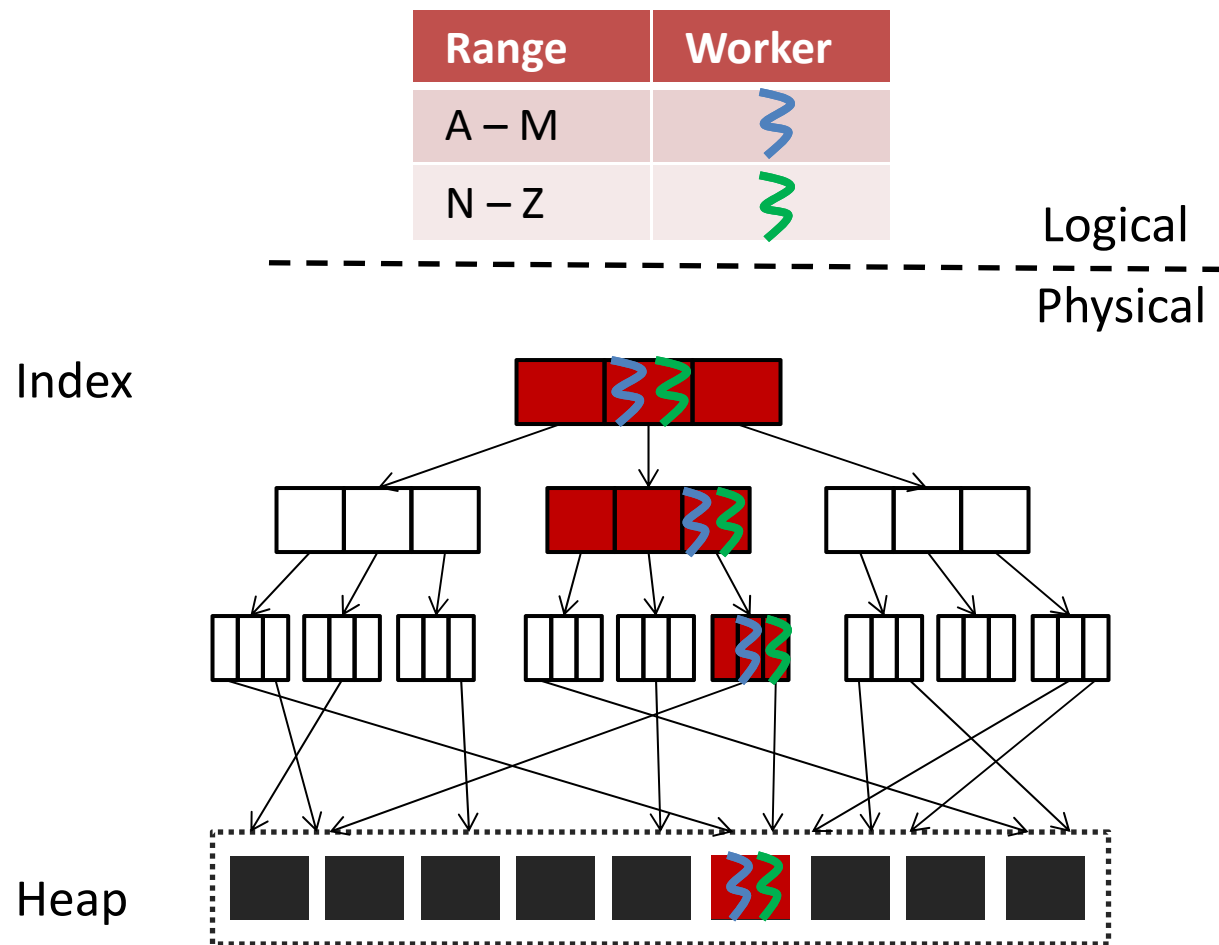 Range Worker
A – M
N – Z
Logical
Physical
Index
Heap